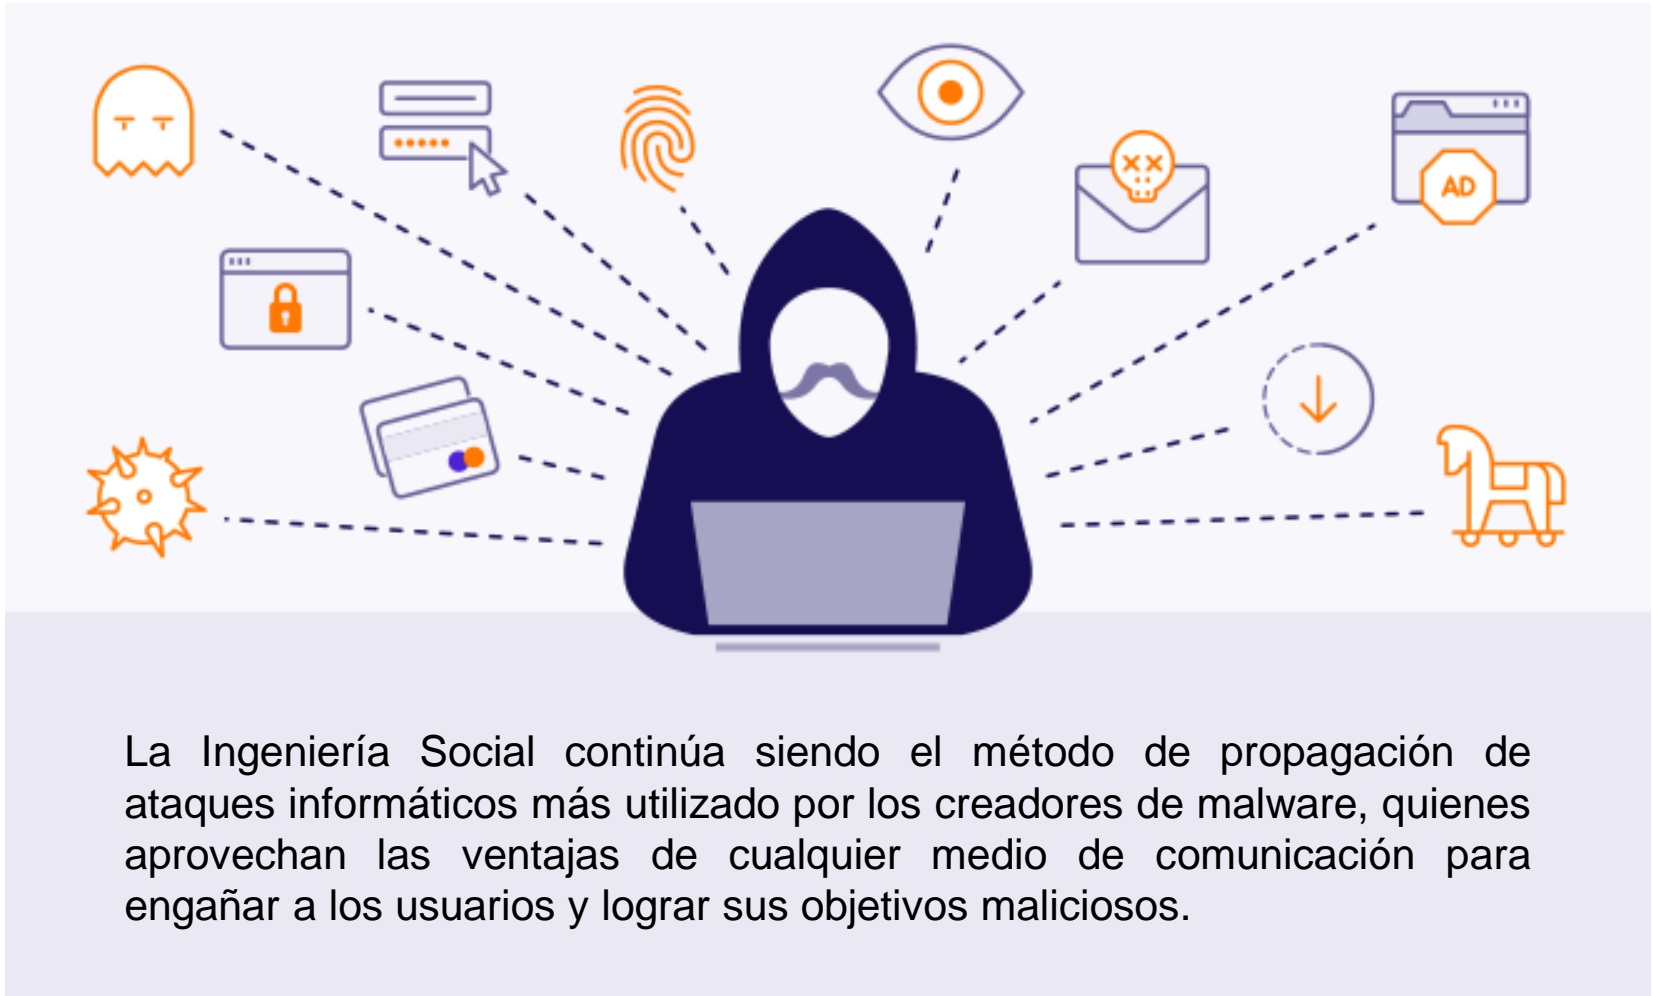 AD
La Ingeniería Social continúa siendo el método de propagación de
ataques informáticos más utilizado por los creadores de malware, quienes
aprovechan las ventajas de cualquier medio de comunicación para
engañar a los usuarios y lograr sus objetivos maliciosos.